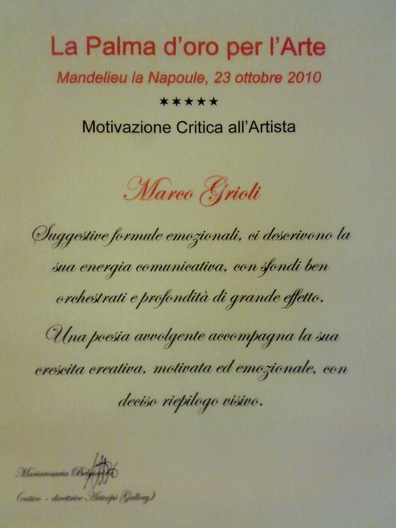 La Palma d'oro per l'Arte
Mandelieu la Napoule, 23 ottobre 2010
★★★★★
Motivazione Critica all'Artista
Marco Grioli
Suggestive formule emozionali, ci descrivono la
sua energia comunicativa, con sfondi ben
orchestrati e profondità di grande effetto.
Una poesia avvolgente accompagna la sua
crescita creativa, motivata ed emozionale, con
deciso riepilogo visivo.
Mariarosaria
(critico - direttrice Artexpò Gallery)